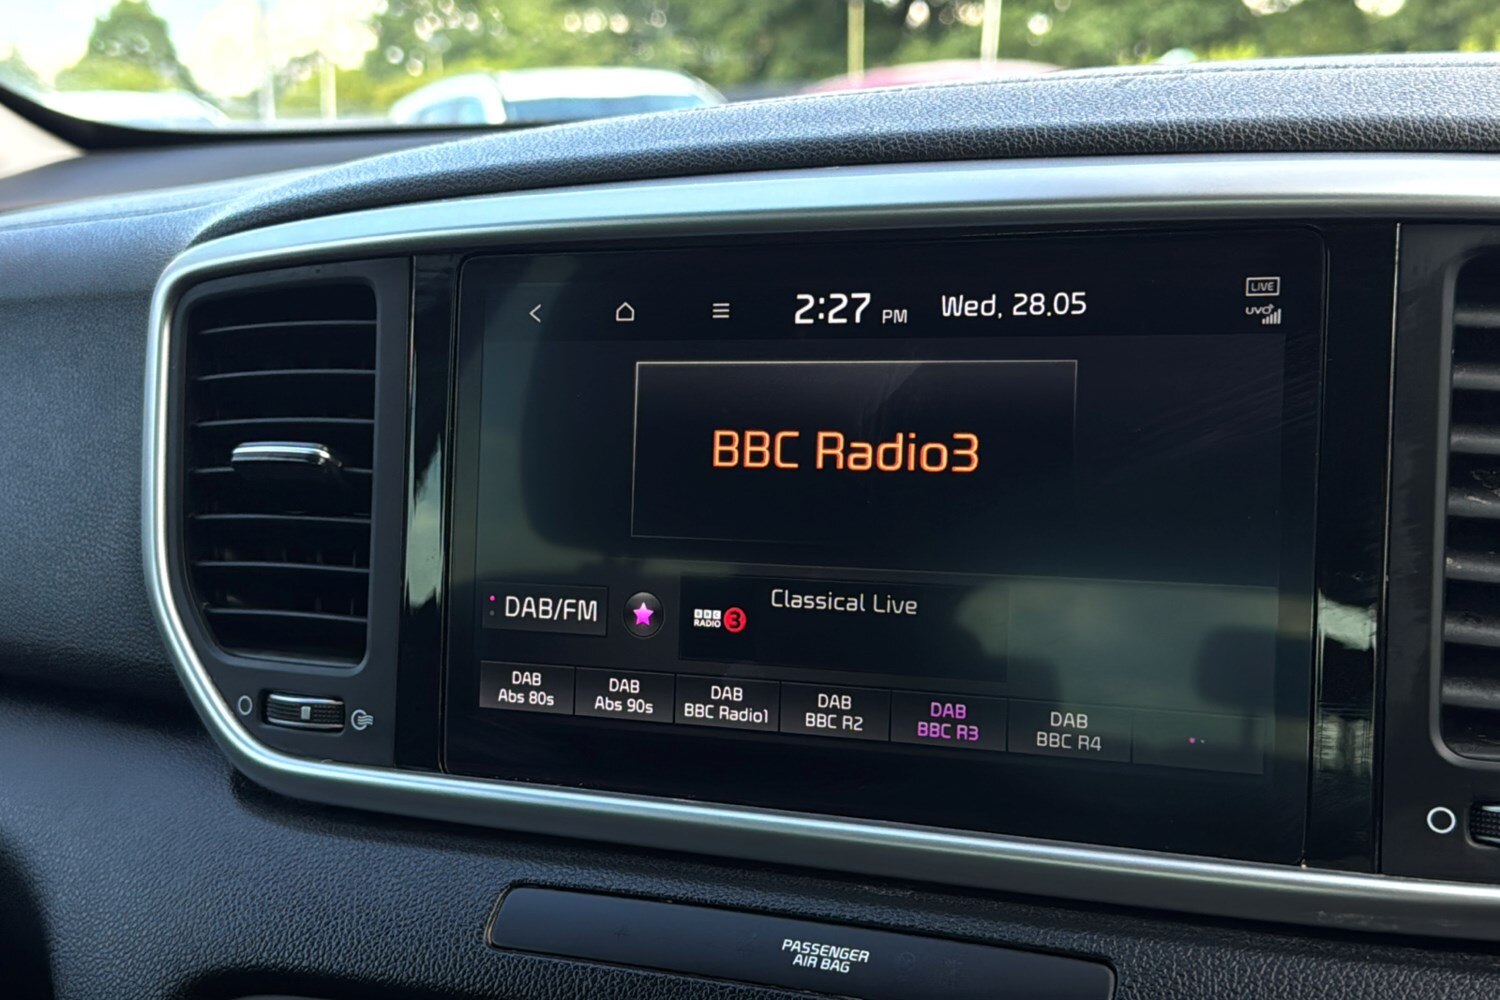 2:27 PM Wed, 28.05
LIVE
UVO
BBC Radio3
DAB/FM
BBC
RADIO 3
Classical Live
DAB
Abs 80s
DAB
Abs 90s
DAB
BBC Radio1
DAB
BBC R2
DAB
BBC R3
DAB
BBC R4
PASSENGER
AIR BAG